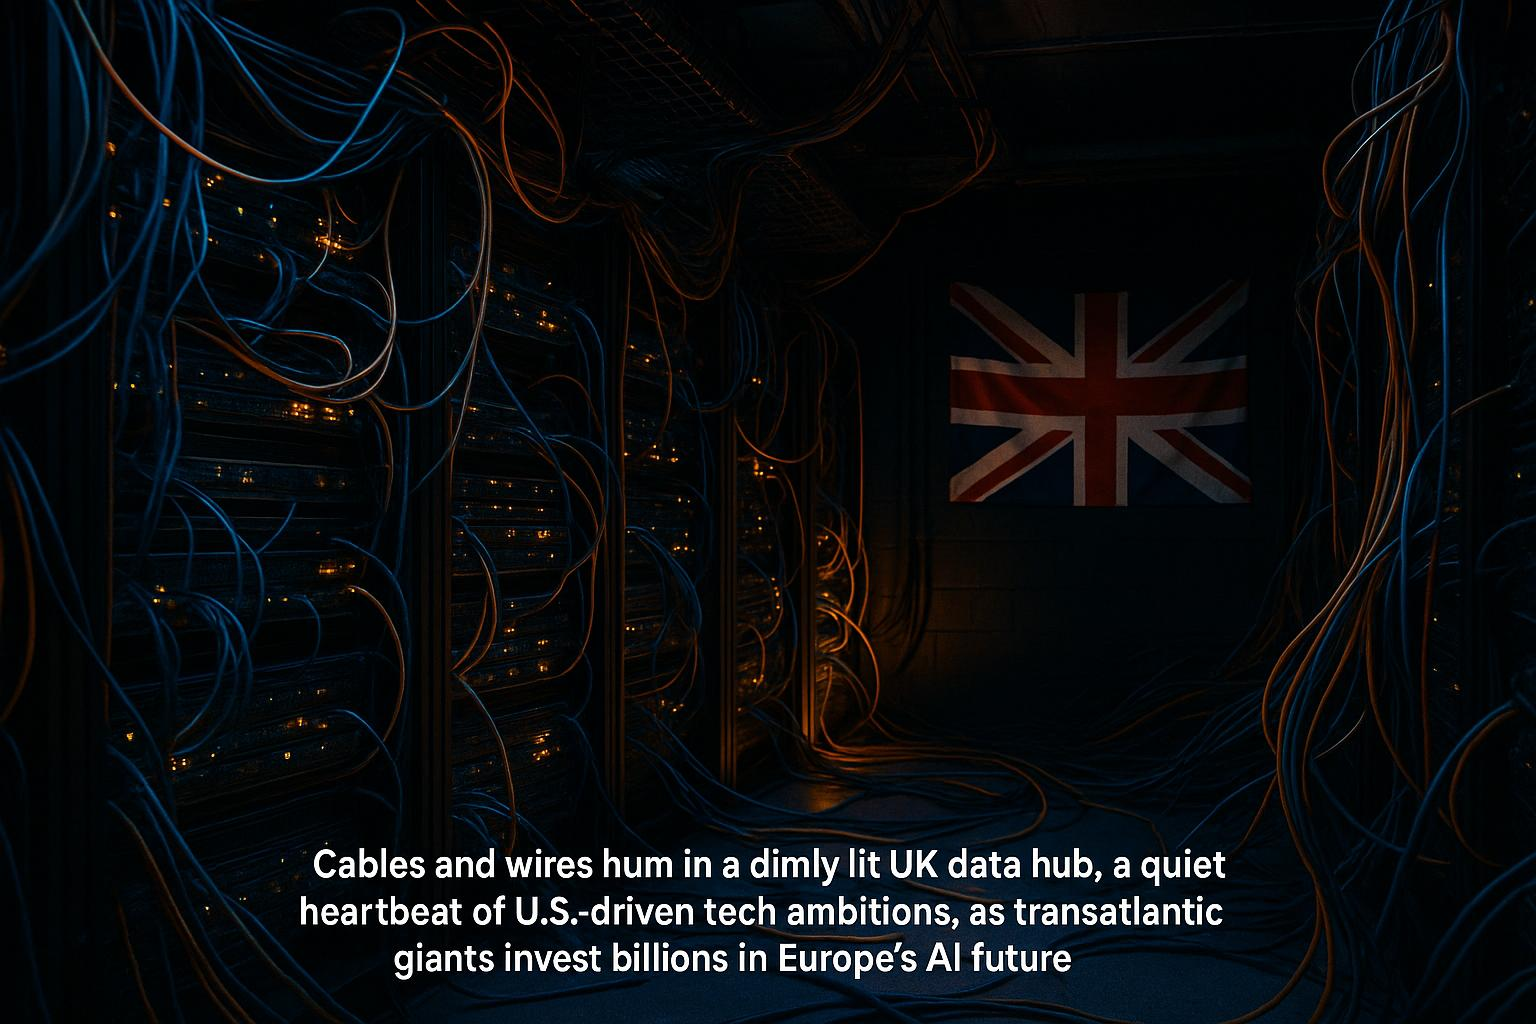 Cables and wires hum in a dimly lit UK data hub, a quiet
heartbeat of U.S.-driven tech ambitions, as transatlantic
giants invest billions in Europe’s AI future